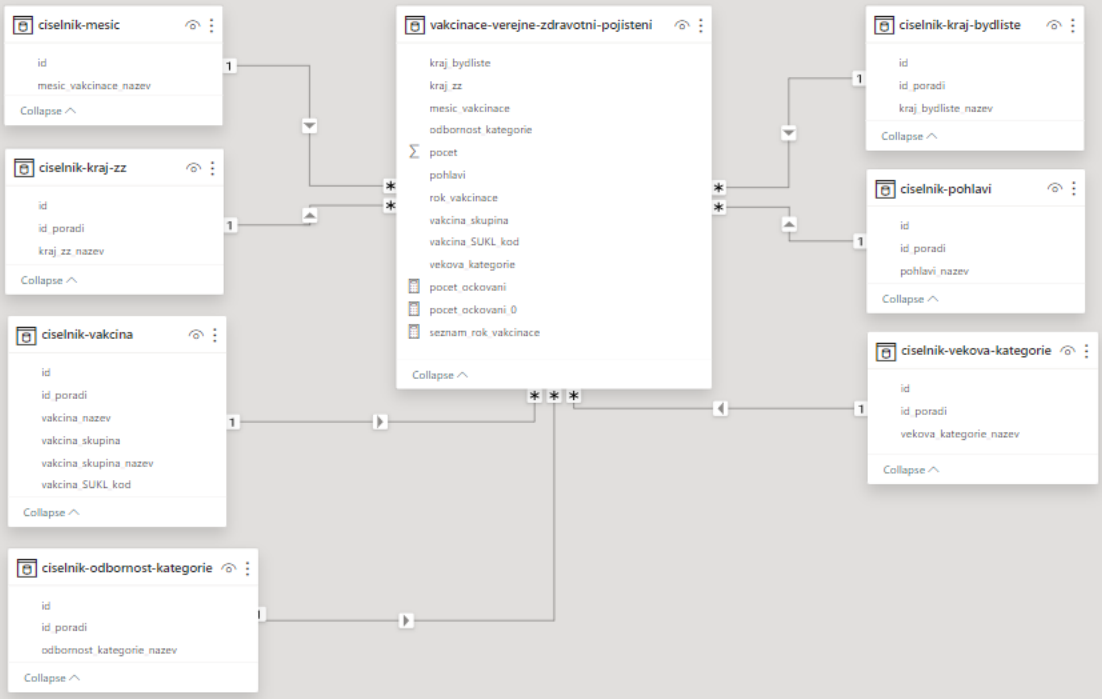 ciselnik-mesic
id
mesic_vakcinace_nazev
Collapse
1
ciselnik-kraj-zz
id
id_poradi
kraj_zz_nazev
Collapse
1
ciselnik-vakcina
id
id_poradi
vakcina_nazev
vakcina_skupina
vakcina_skupina_nazev
vakcina_SUKL_kod
Collapse
1
ciselnik-odbornost-kategorie
id
id_poradi
odbornost_kategorie_nazev
Collapse
1
vakcinace-verejne-zdravotni-pojisteni
kraj_bydliste
kraj_zz
mesic_vakcinace
odbornost_kategorie
∑ pocet
pohlavi
rok_vakcinace
vakcina_skupina
vakcina_SUKL_kod
vekova_kategorie
pocet_ockovani
pocet_ockovani_0
seznam_rok_vakcinace
Collapse
*
*
*
*
* * *
ciselnik-kraj-bydliste
id
id_poradi
kraj_bydliste_nazev
Collapse
1
ciselnik-pohlavi
id
id_poradi
pohlavi_nazev
Collapse
1
ciselnik-vekova-kategorie
id
id_poradi
vekova_kategorie_nazev
Collapse
1